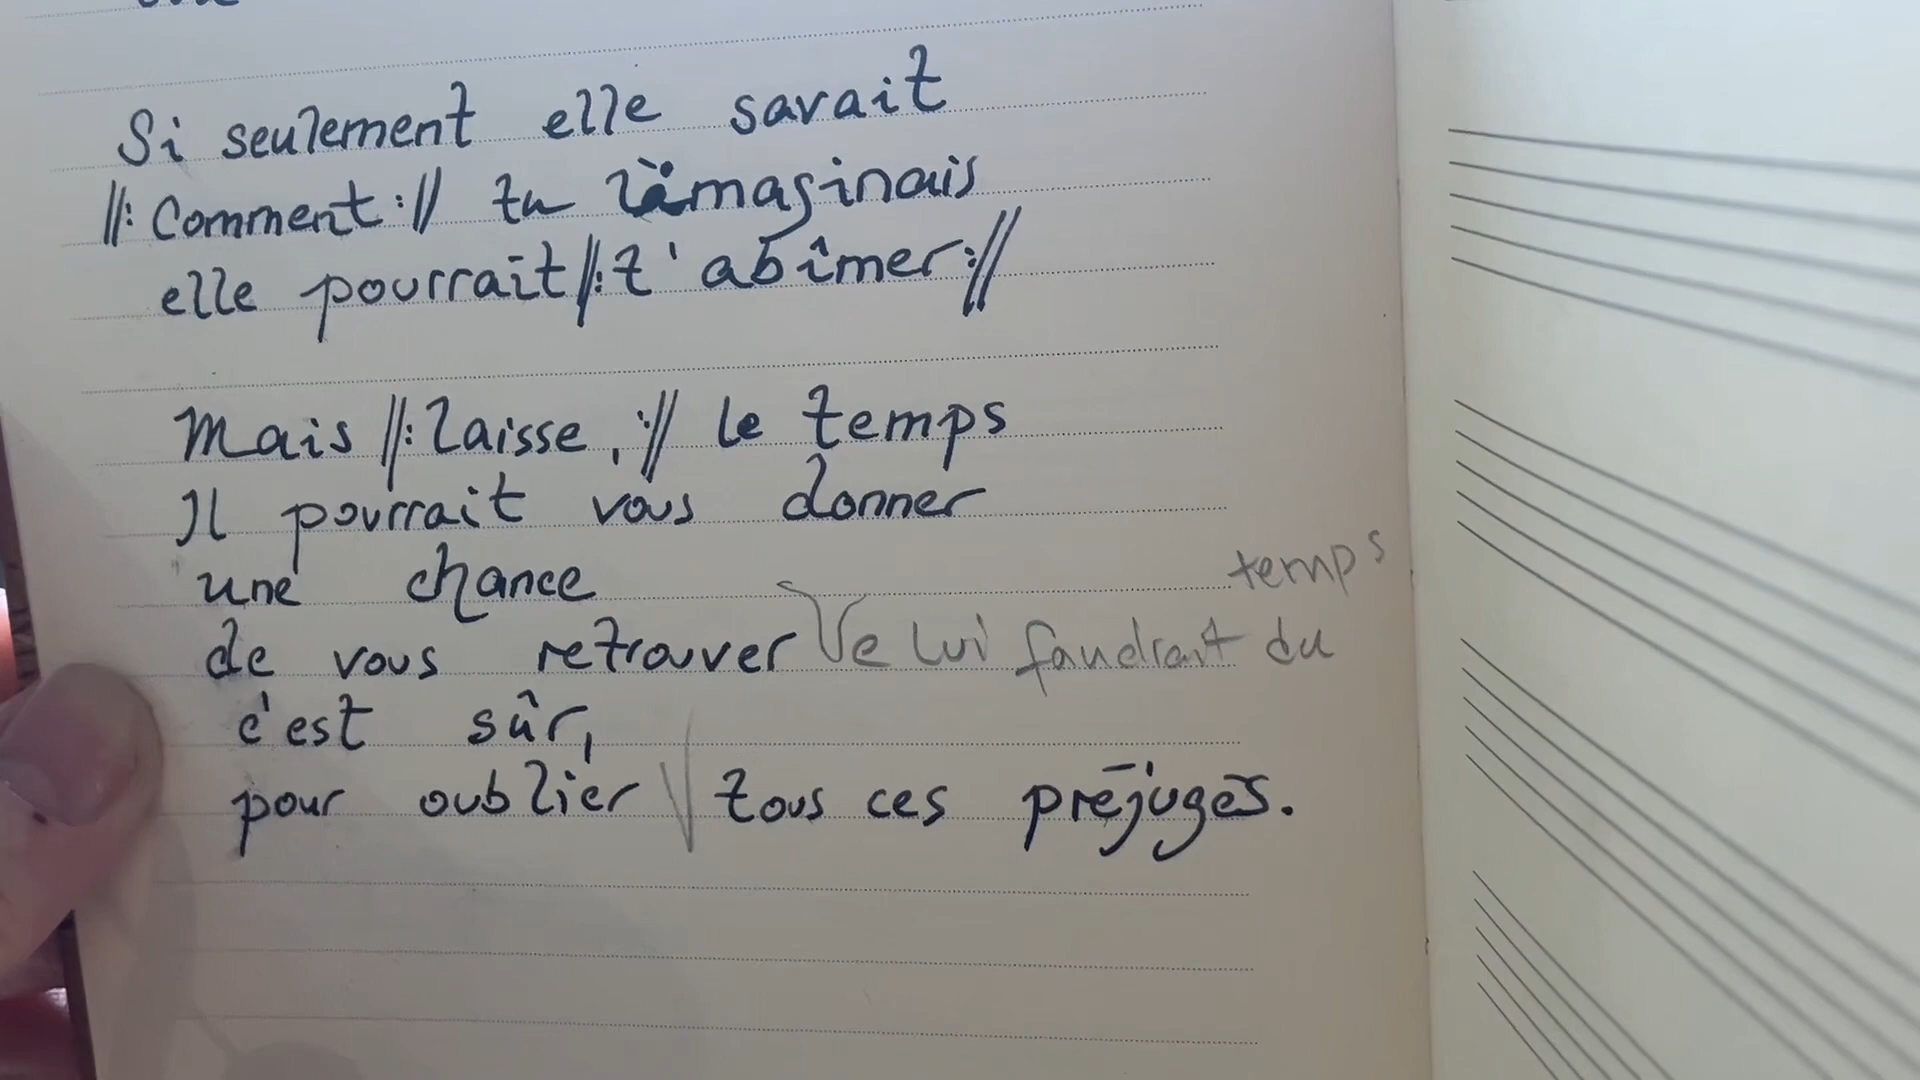 Si seulement elle savait
||: Comment :|| tu l'imaginais
elle pourrait ||: t'abîmer :||
Mais ||: laisse, :|| le temps
Il pourrait vous donner
une chance
temps
de vous retrouver Ve lui faudrait du
c'est sûr,
pour oublier tous ces préjugés.